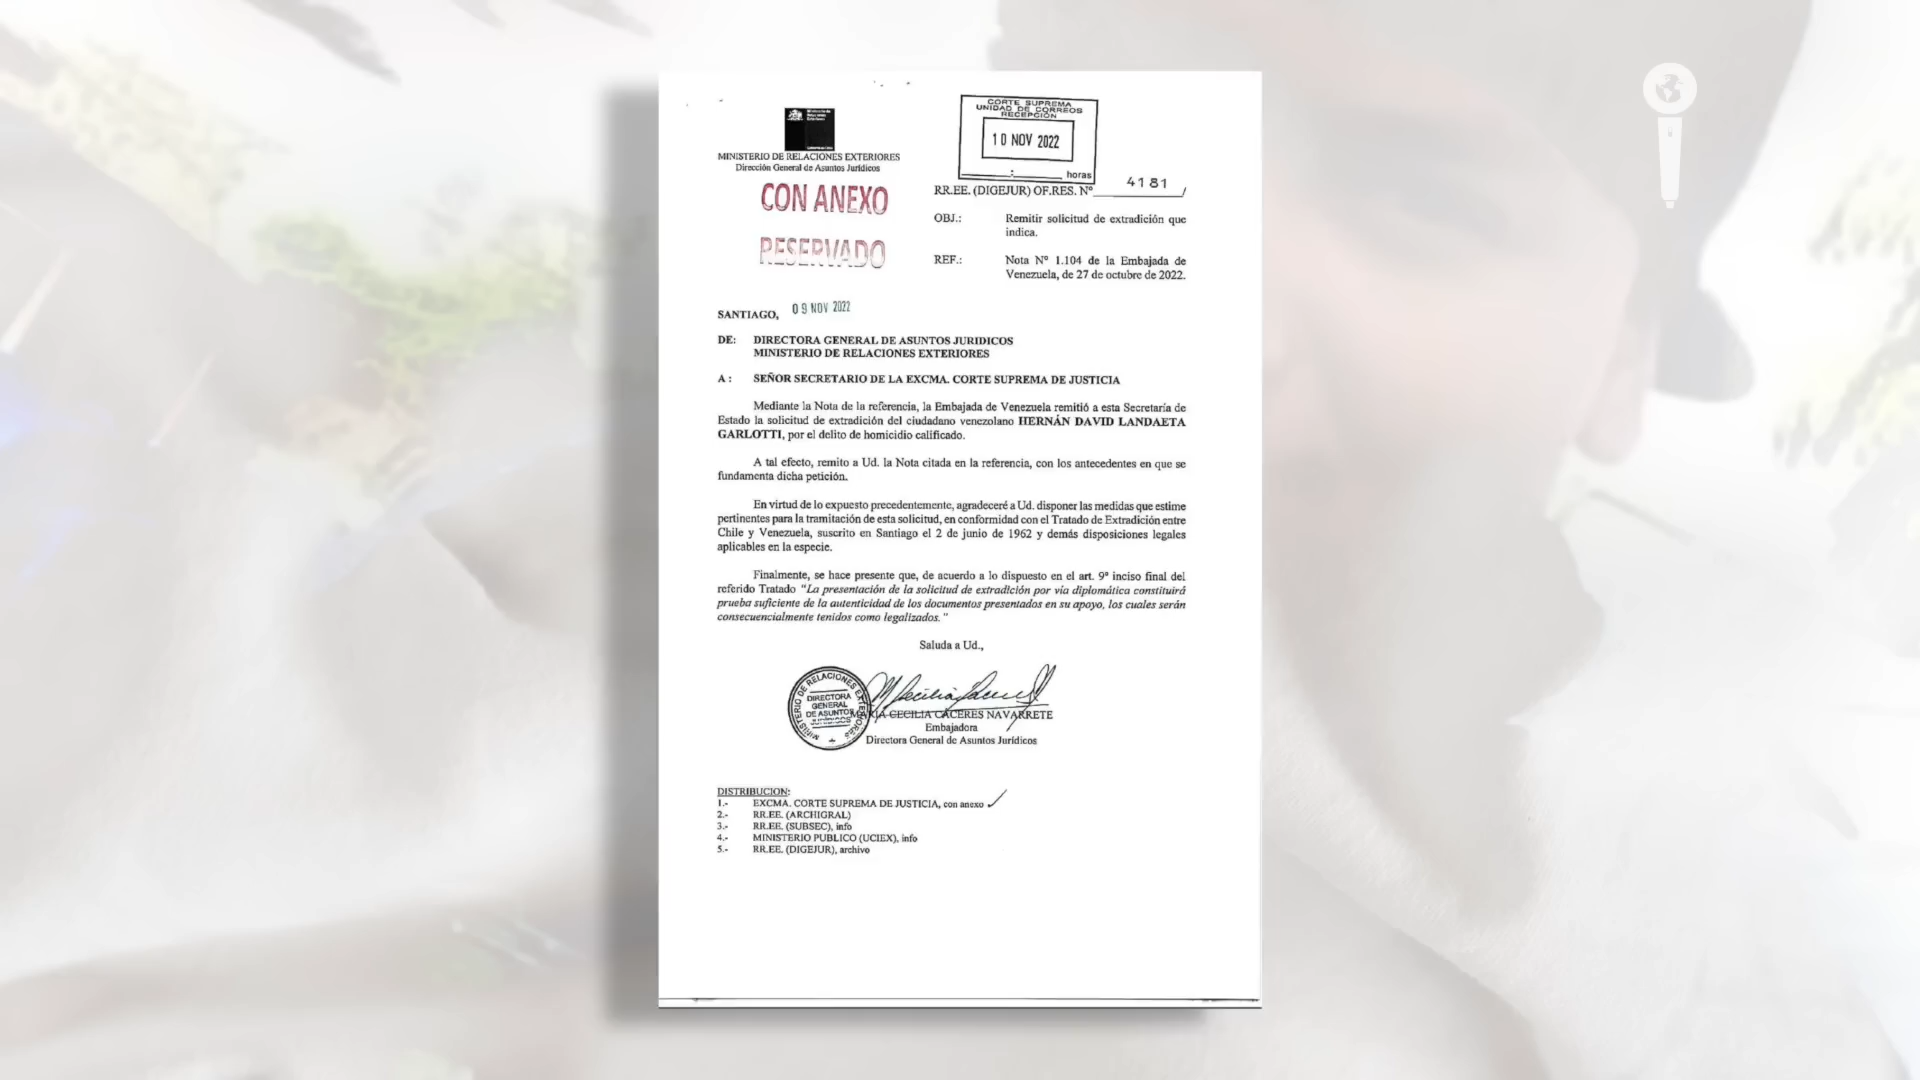 CORTE SUPREMA
UNIDAD DE CORREOS
RECEPCIÓN
10 NOV 2022
horas
MINISTERIO DE RELACIONES EXTERIORES
Dirección General de Asuntos Jurídicos
CON ANEXO
RESERVADO
RR.EE. (DIGEJUR) OF.RES. Nº 4181 /
OBJ.: Remitir solicitud de extradición que
indica.
REF.: Nota Nº 1.104 de la Embajada de
Venezuela, de 27 de octubre de 2022.
SANTIAGO, 09 NOV 2022
DE: DIRECTORA GENERAL DE ASUNTOS JURIDICOS
MINISTERIO DE RELACIONES EXTERIORES
A : SEÑOR SECRETARIO DE LA EXCMA. CORTE SUPREMA DE JUSTICIA
Mediante la Nota de la referencia, la Embajada de Venezuela remitió a esta Secretaría de
Estado la solicitud de extradición del ciudadano venezolano HERNÁN DAVID LANDAETA
GARLOTTI, por el delito de homicidio calificado.
A tal efecto, remito a Ud. la Nota citada en la referencia, con los antecedentes en que se
fundamenta dicha petición.
En virtud de lo expuesto precedentemente, agradeceré a Ud. disponer las medidas que estime
pertinentes para la tramitación de esta solicitud, en conformidad con el Tratado de Extradición entre
Chile y Venezuela, suscrito en Santiago el 2 de junio de 1962 y demás disposiciones legales
aplicables en la especie.
Finalmente, se hace presente que, de acuerdo a lo dispuesto en el art. 9º inciso final del
referido Tratado "La presentación de la solicitud de extradición por vía diplomática constituirá
prueba suficiente de la autenticidad de los documentos presentados en su apoyo, los cuales serán
consecuencialmente tenidos como legalizados."
Saluda a Ud.,
MINISTERIO DE RELACIONES EXTERIORES
DIRECTORA
GENERAL
DE ASUNTOS
JURÍDICOS
MARIA CECILIA CACERES NAVARRETE
Embajadora
Directora General de Asuntos Jurídicos
DISTRIBUCION:
1.- EXCMA. CORTE SUPREMA DE JUSTICIA, con anexo
2.- RR.EE. (ARCHIGRAL)
3.- RR.EE. (SUBSEC), info
4.- MINISTERIO PUBLICO (UCIEX), info
5.- RR.EE. (DIGEJUR), archivo